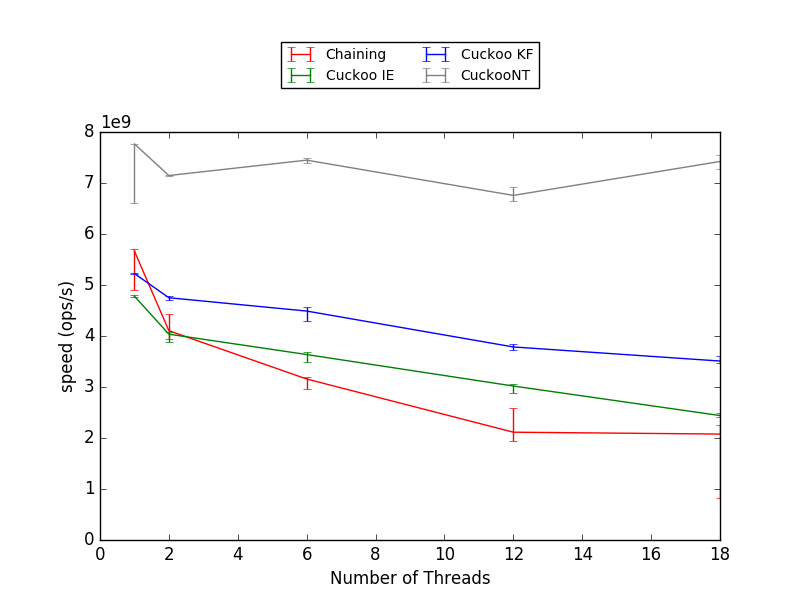 Chaining Cuckoo KF
Cuckoo IE CuckooNT
1e9
8
7
6
5
4
3
2
1
0
speed (ops/s)
0 2 4 6 8 10 12 14 16 18
Number of Threads